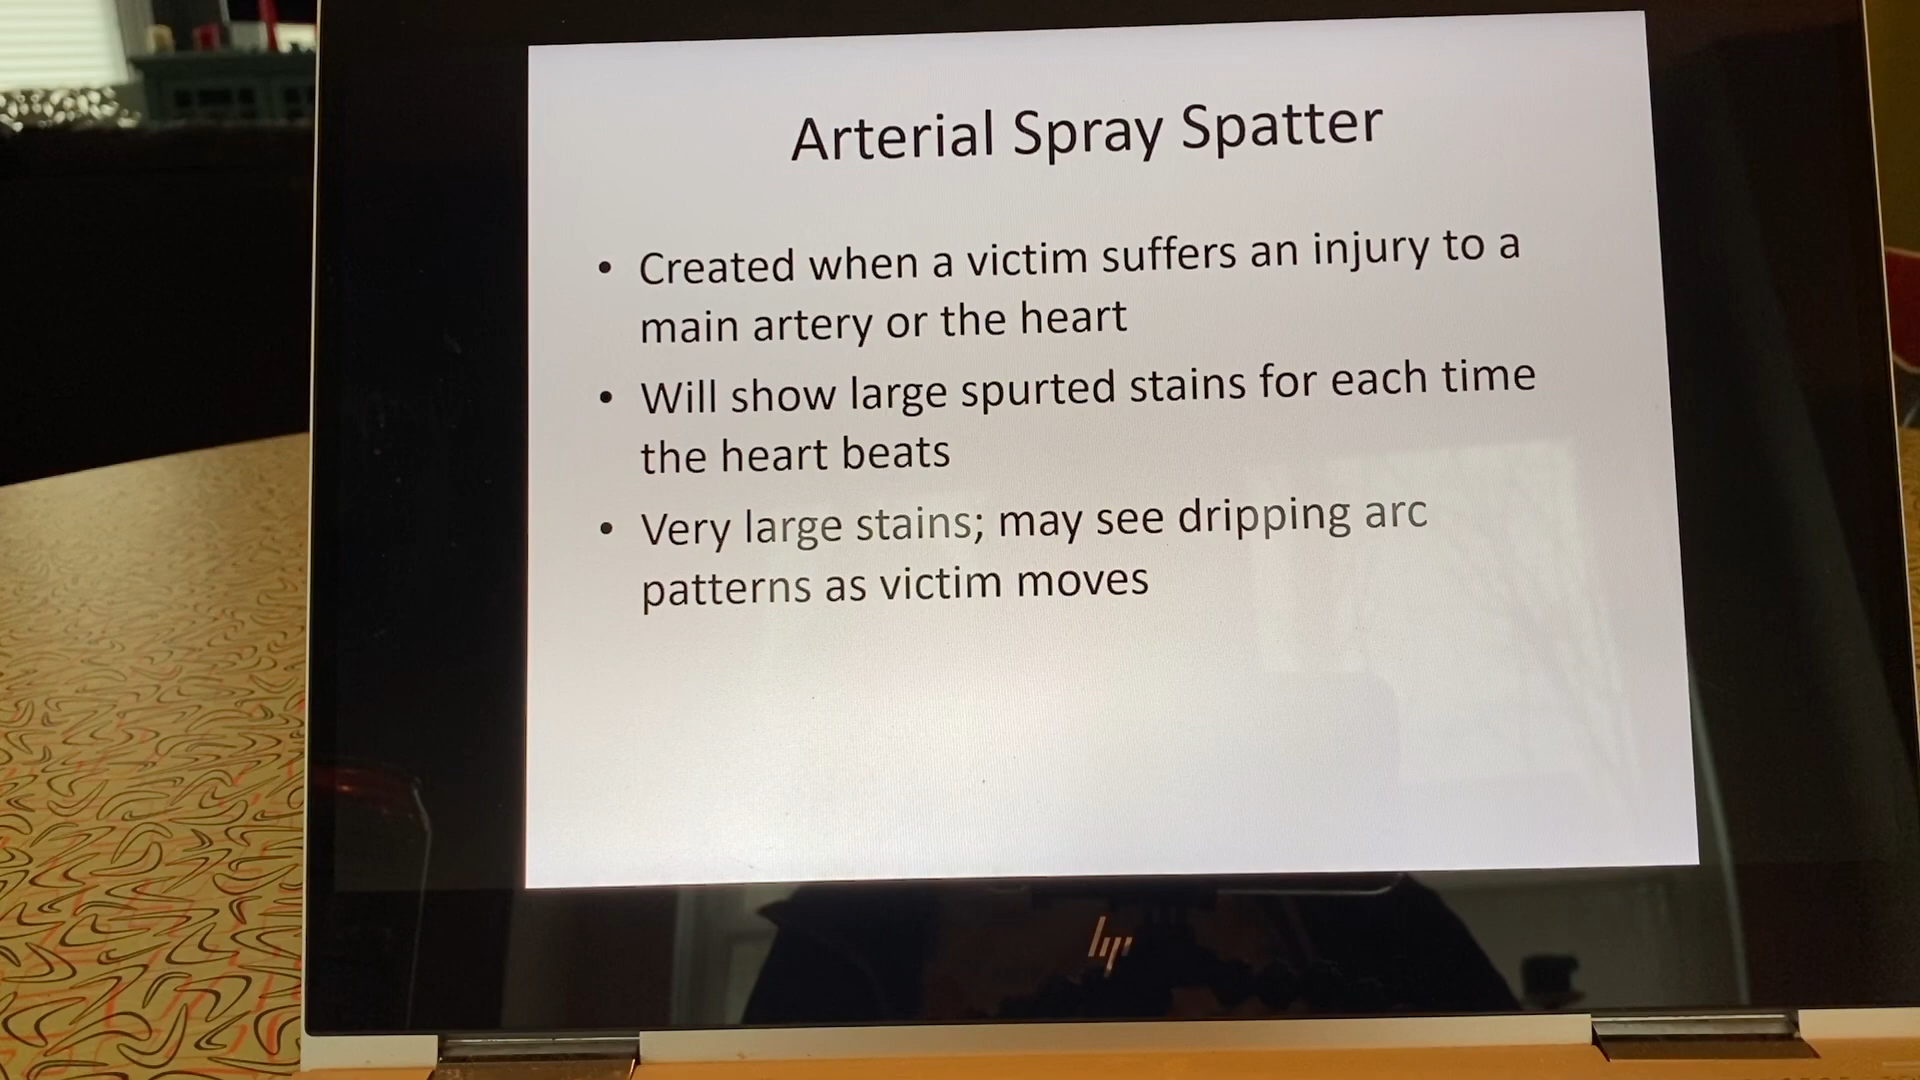 Arterial Spray Spatter
• Created when a victim suffers an injury to a
main artery or the heart
• Will show large spurted stains for each time
the heart beats
• Very large stains; may see dripping arc
patterns as victim moves
hp